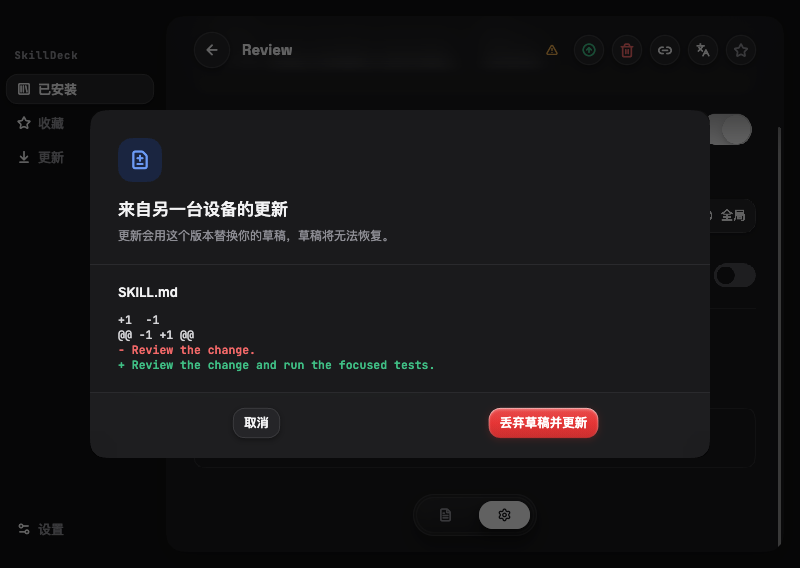 SkillDeck
Review
已安装
收藏
更新
全局
来自另一台设备的更新
更新会用这个版本替换你的草稿，草稿将无法恢复。
SKILL.md
+1 -1
@@ -1 +1 @@
- Review the change.
+ Review the change and run the focused tests.
取消
丢弃草稿并更新
设置